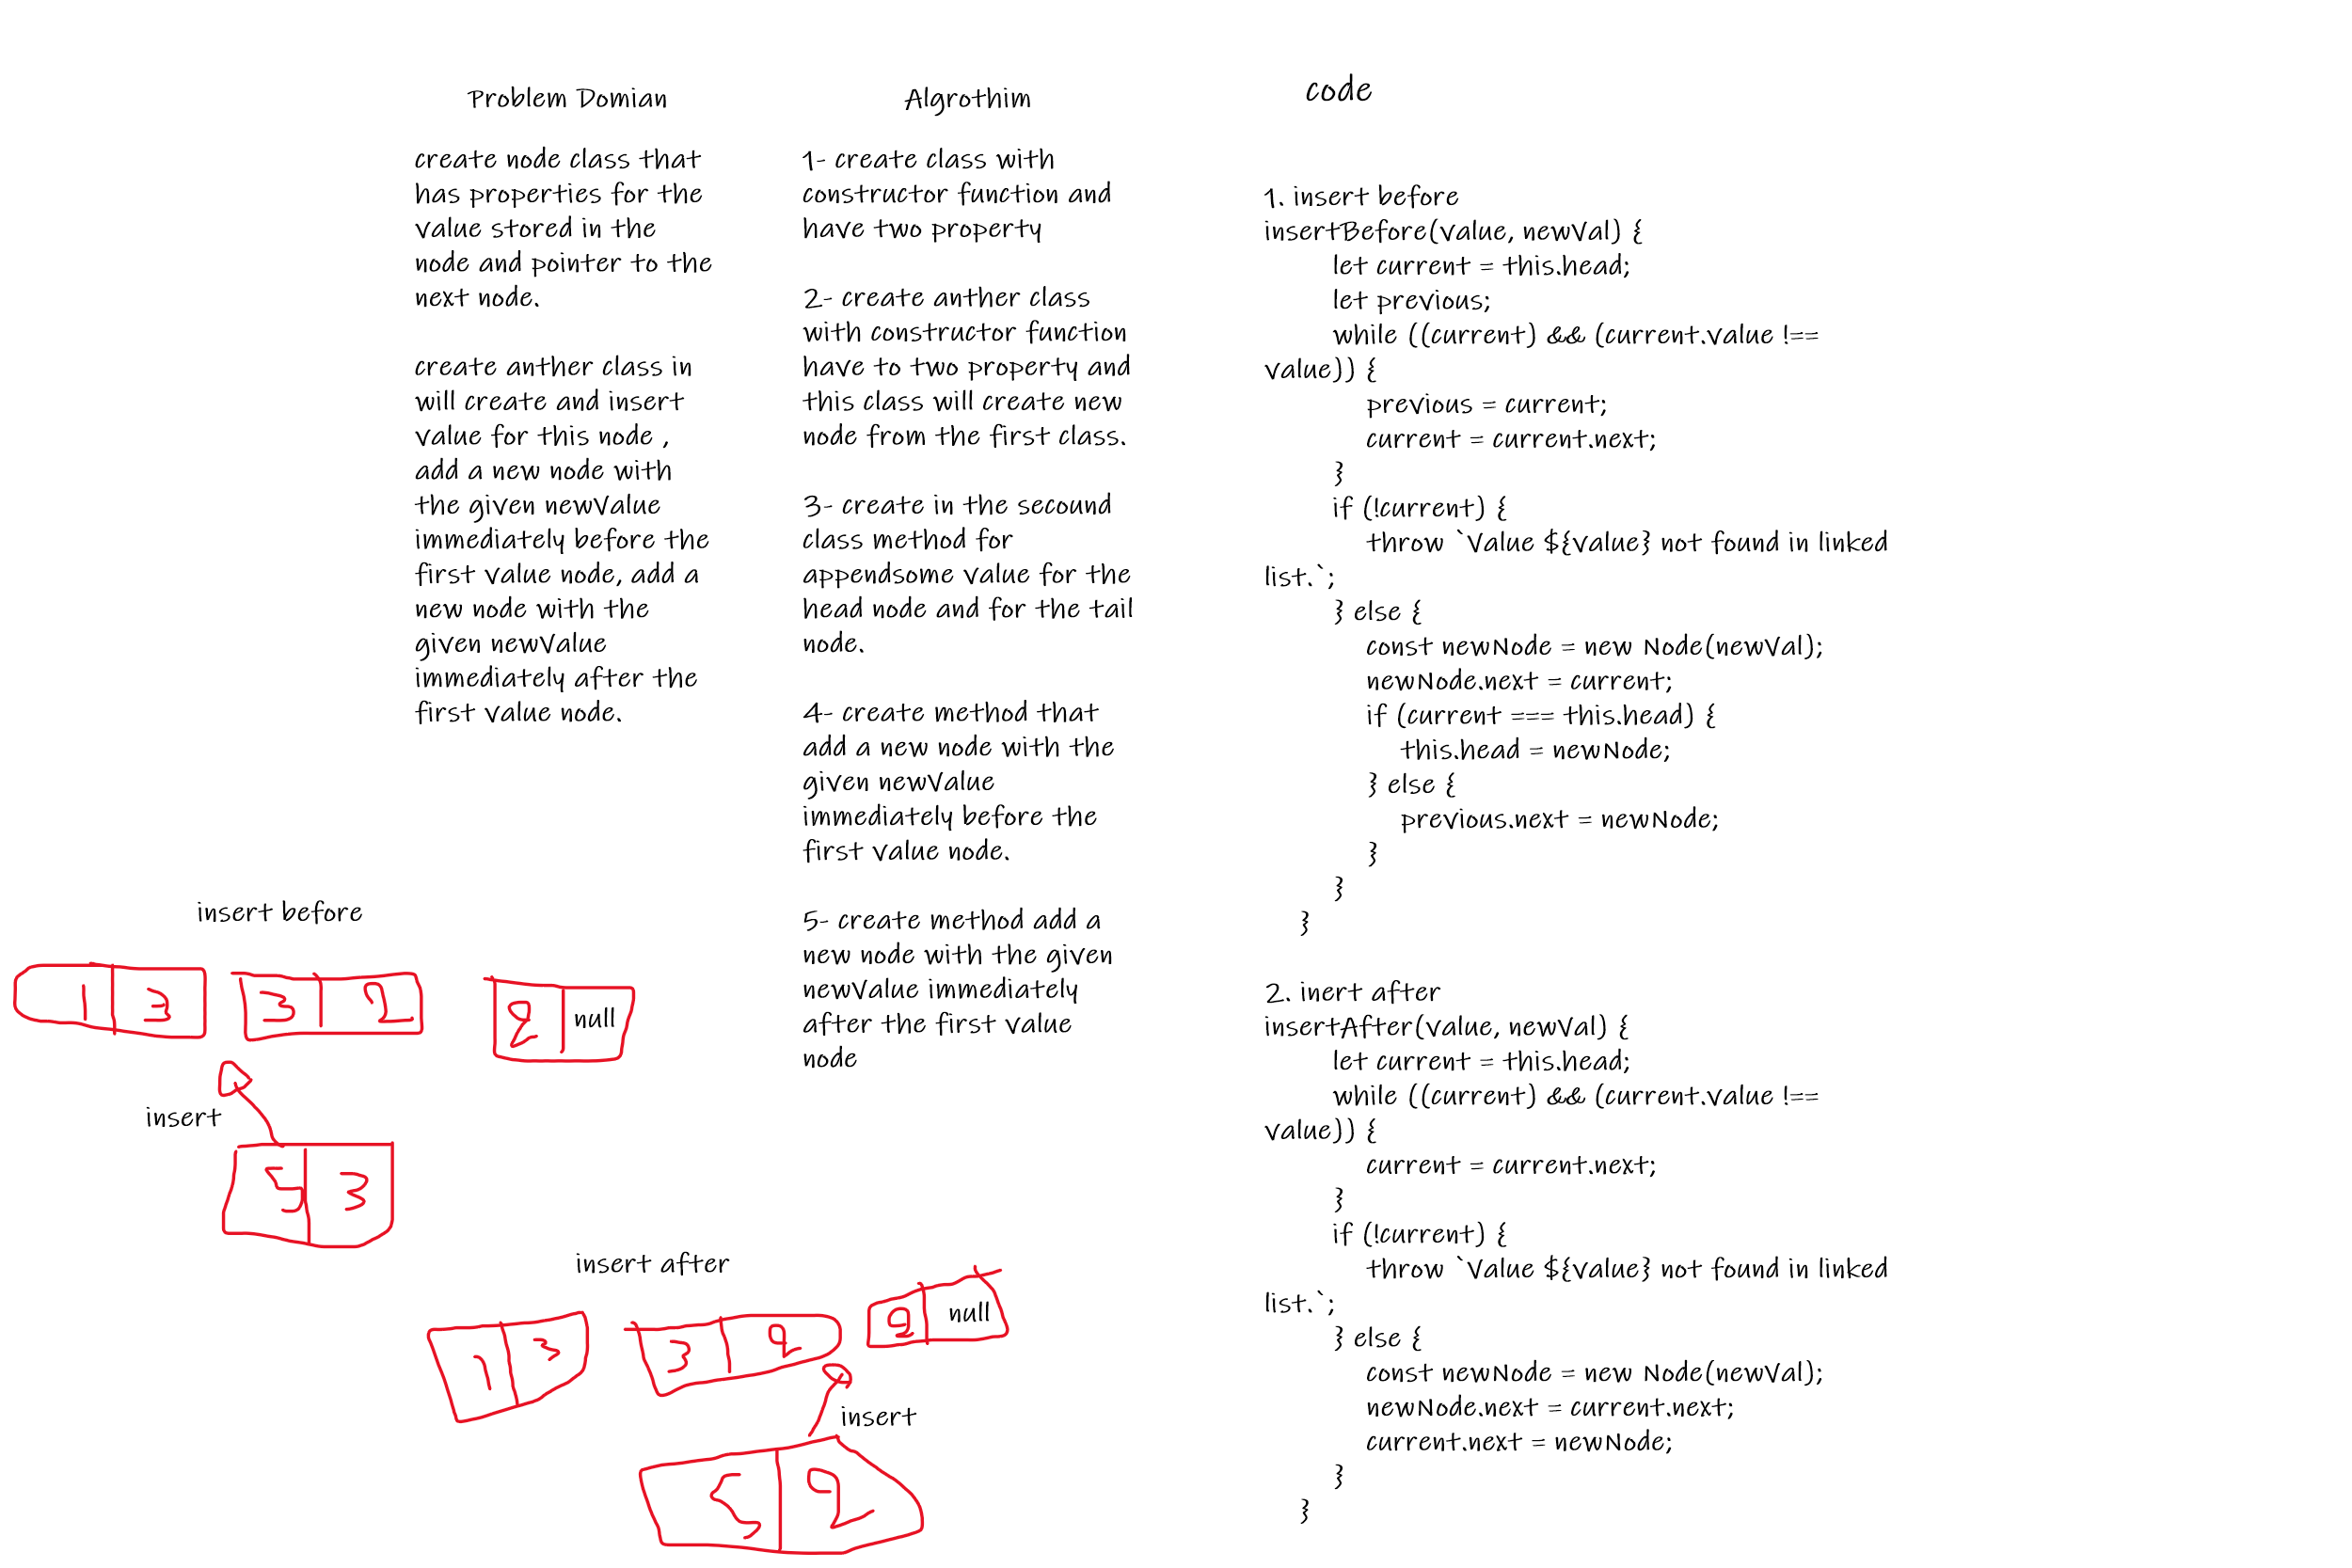 Problem Domian
create node class that
has properties for the
value stored in the
node and pointer to the
next node.
create anther class in
will create and insert
value for this node ,
add a new node with
the given newValue
immediately before the
first value node, add a
new node with the
given newValue
immediately after the
first value node.
Algrothim
1- create class with
constructor function and
have two property
2- create anther class
with constructor function
have to two property and
this class will create new
node from the first class.
3- create in the secound
class method for
appendsome value for the
head node and for the tail
node.
4- create method that
add a new node with the
given newValue
immediately before the
first value node.
5- create method add a
new node with the given
newValue immediately
after the first value
node
code
1. insert before
insertBefore(value, newVal) {
let current = this.head;
let previous;
while ((current) && (current.value !==
value)) {
previous = current;
current = current.next;
}
if (!current) {
throw `Value ${value} not found in linked
list.`;
} else {
const newNode = new Node(newVal);
newNode.next = current;
if (current === this.head) {
this.head = newNode;
} else {
previous.next = newNode;
}
}
}
2. inert after
insertAfter(value, newVal) {
let current = this.head;
while ((current) && (current.value !==
value)) {
current = current.next;
}
if (!current) {
throw `Value ${value} not found in linked
list.`;
} else {
const newNode = new Node(newVal);
newNode.next = current.next;
current.next = newNode;
}
}
insert before
1 3 3 2 2 null
insert
5 3
insert after
1 3 3 2 2 null
insert
5 2